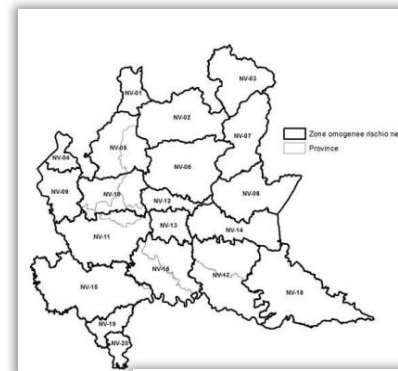 NV-01
NV-03
NV-02
NV-05
NV-07
NV-04
NV-06
NV-09
NV-10
NV-08
NV-12
NV-13
NV-14
NV-11
NV-16
NV-17
NV-15
NV-18
NV-19
NV-20
Zone omogenee rischio ne
Province